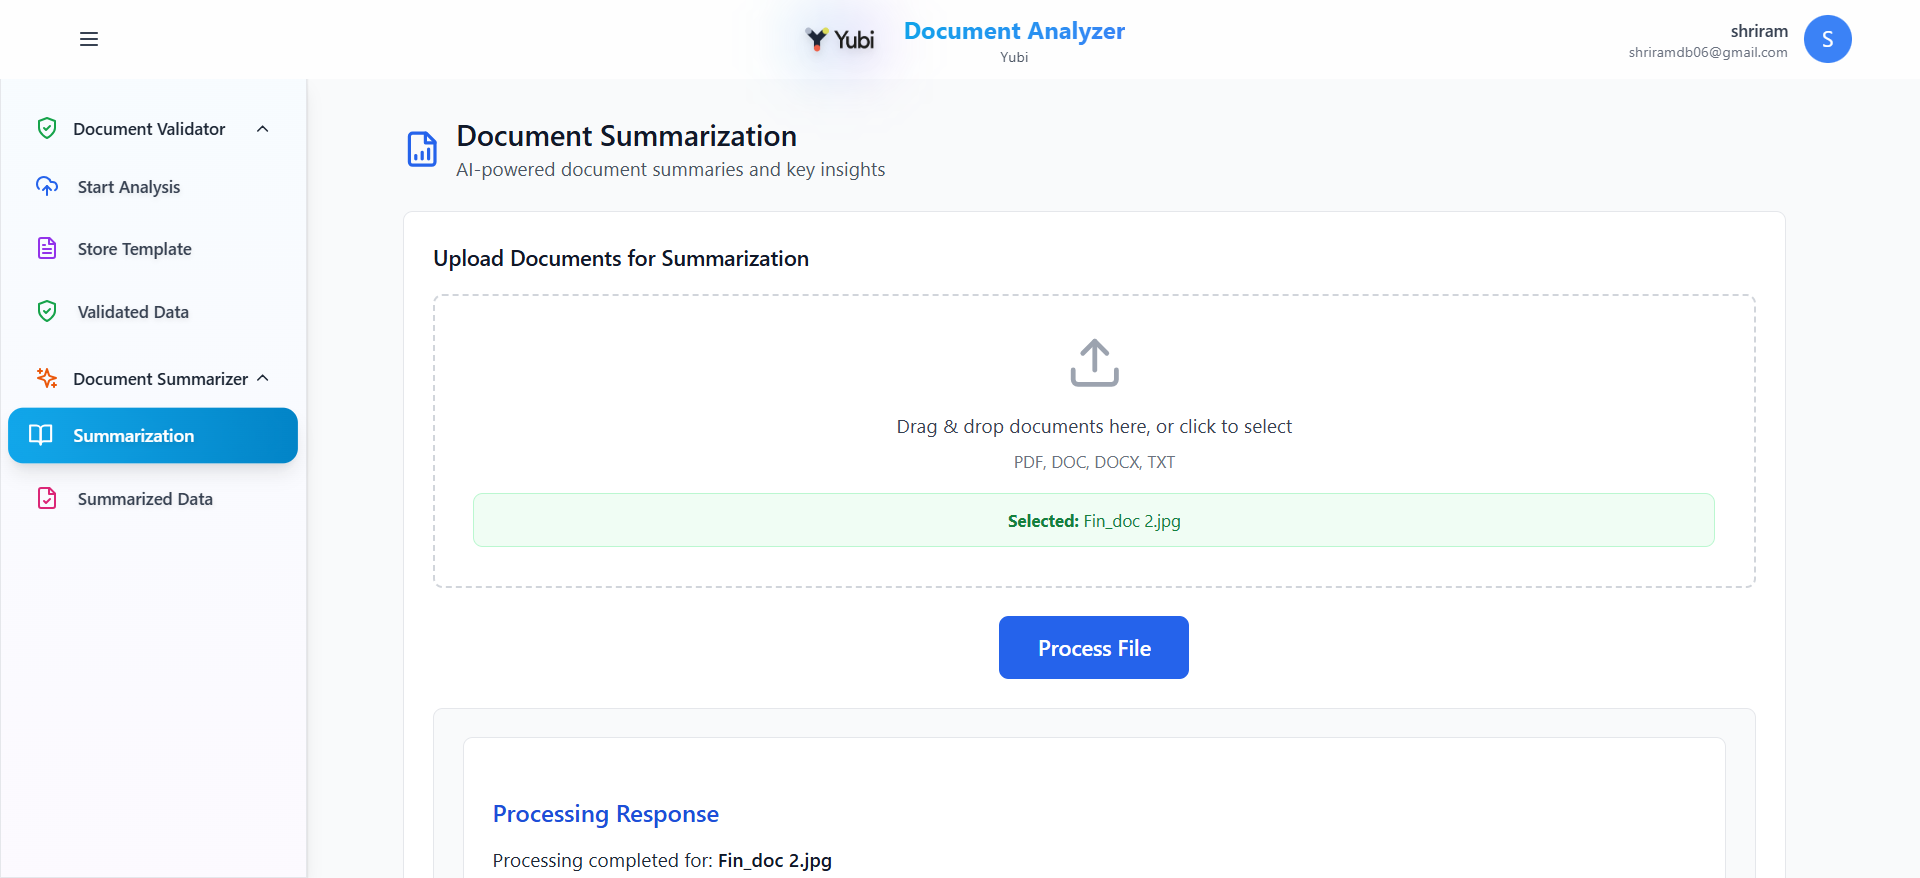 Yubi
Document Analyzer
Yubi
shriram
shriramdb06@gmail.com
S
Document Validator
Start Analysis
Store Template
Validated Data
Document Summarizer
Summarization
Summarized Data
Document Summarization
AI-powered document summaries and key insights
Upload Documents for Summarization
Drag & drop documents here, or click to select
PDF, DOC, DOCX, TXT
Selected: Fin_doc 2.jpg
Process File
Processing Response
Processing completed for: Fin_doc 2.jpg